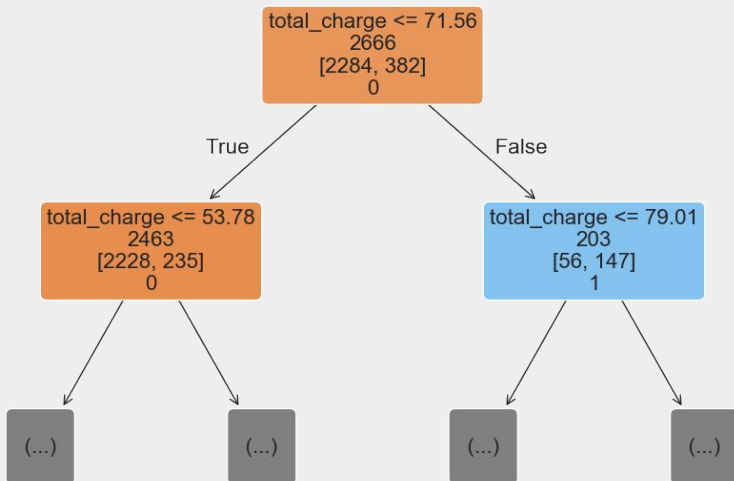 total_charge <= 71.56
2666
[2284, 382]
0
True
False
total_charge <= 53.78
2463
[2228, 235]
0
total_charge <= 79.01
203
[56, 147]
1
(...)
(...)
(...)
(...)